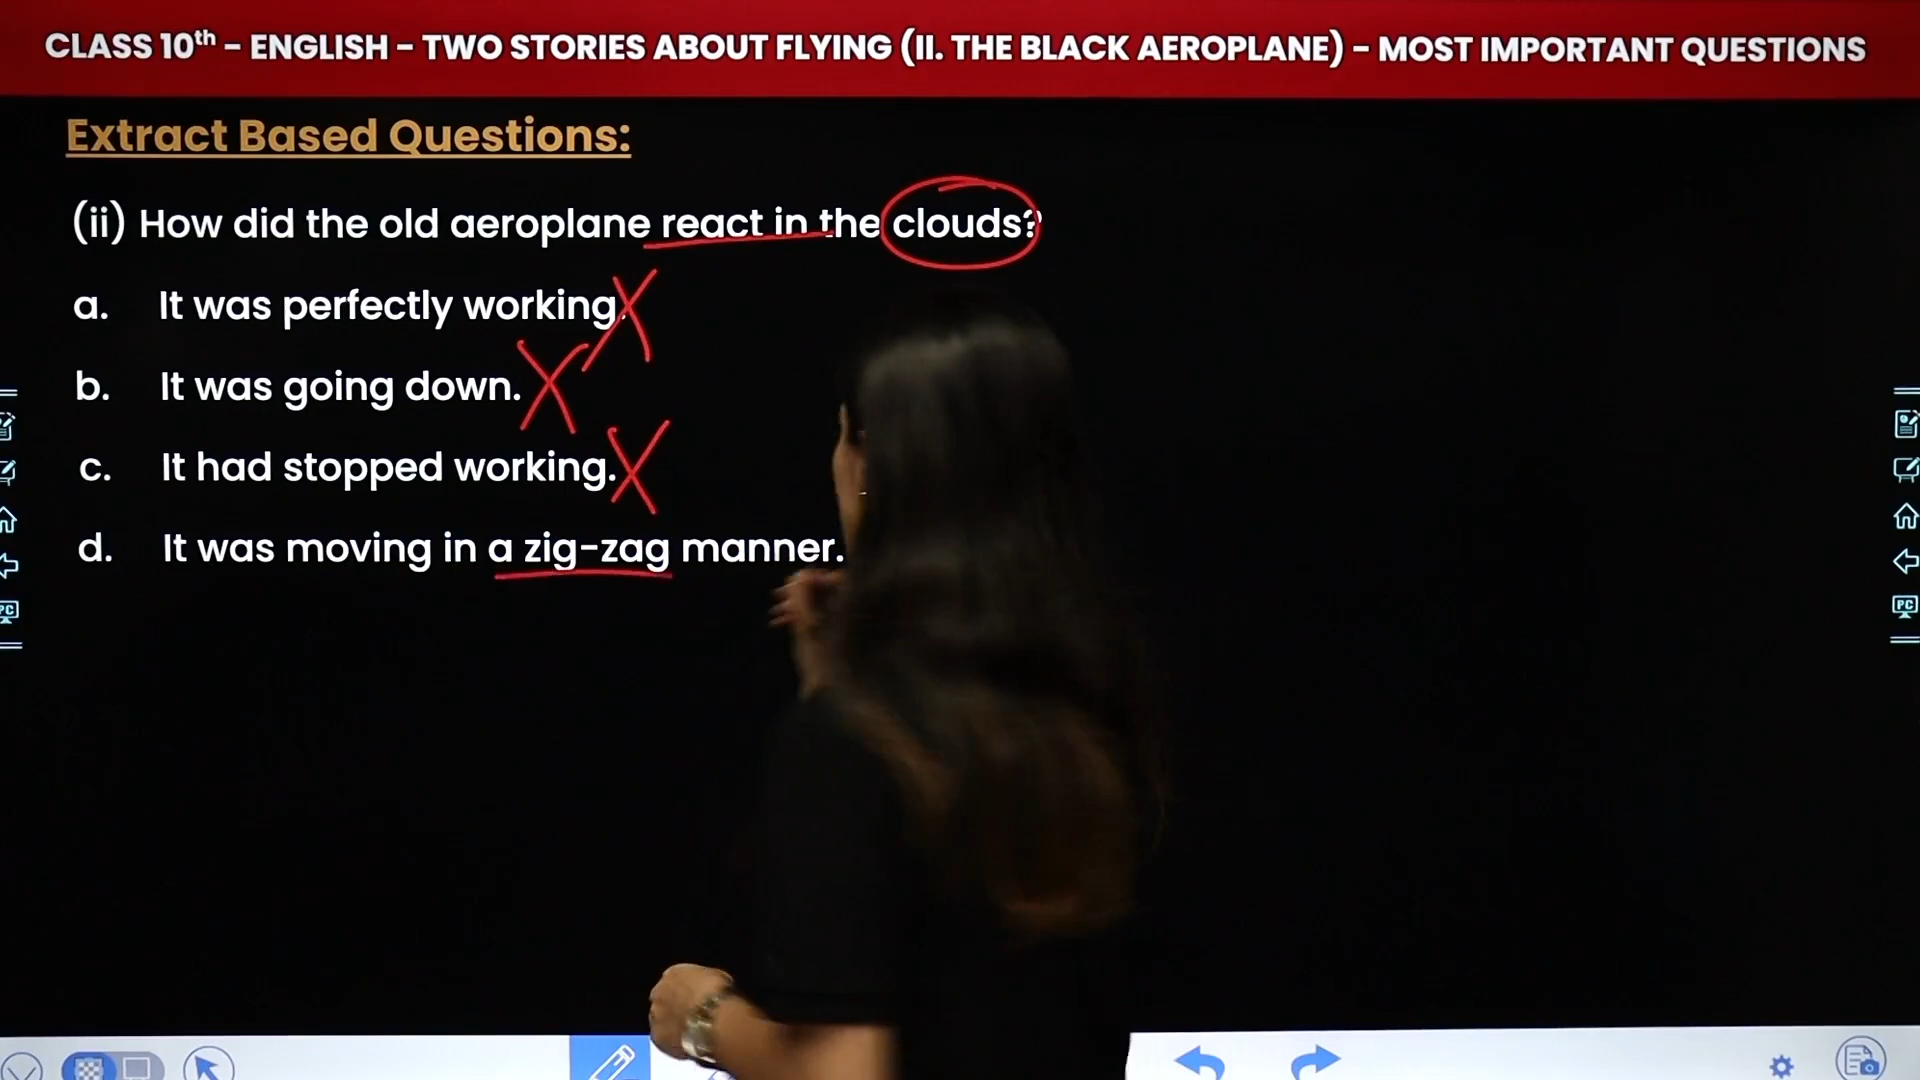 CLASS 10th - ENGLISH - TWO STORIES ABOUT FLYING (II. THE BLACK AEROPLANE) - MOST IMPORTANT QUESTIONS
Extract Based Questions:
(ii) How did the old aeroplane react in the clouds?
a. It was perfectly working.
b. It was going down.
c. It had stopped working.
d. It was moving in a zig-zag manner.
PC
PC